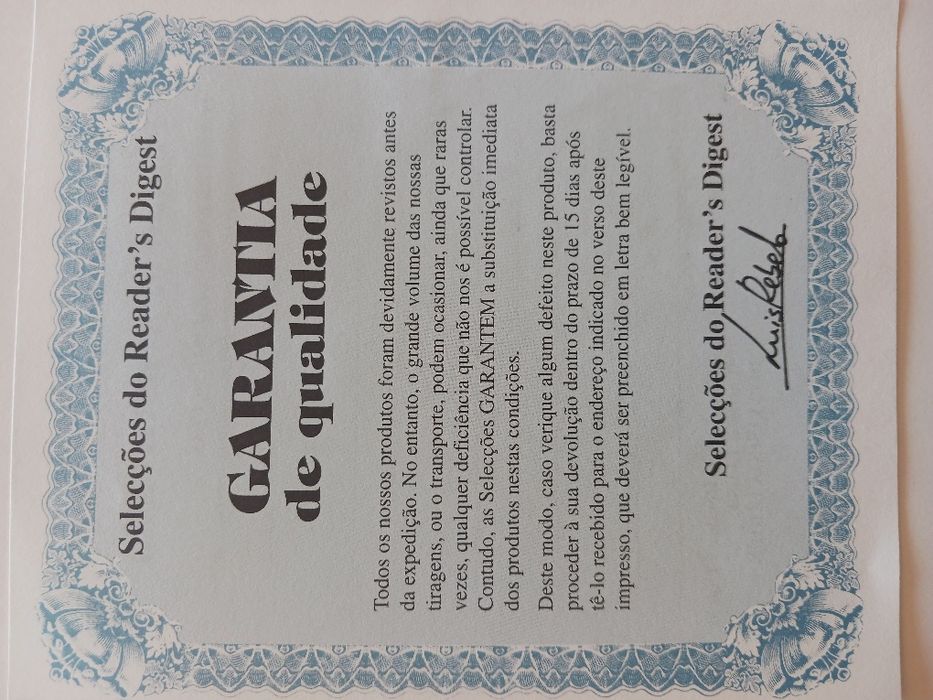 Selecções do Reader's Digest
GARANTIA
de qualidade
Todos os nossos produtos foram devidamente revistos antes
da expedição. No entanto, o grande volume das nossas
tiragens, ou o transporte, podem ocasionar, ainda que raras
vezes, qualquer deficiência que não nos é possível controlar.
Contudo, as Selecções GARANTEM a substituição imediata
dos produtos nestas condições.
Deste modo, caso verique algum defeito neste produto, basta
proceder à sua devolução dentro do prazo de 15 dias após
tê-lo recebido para o endereço indicado no verso deste
impresso, que deverá ser preenchido em letra bem legível.
Selecções do Reader's Digest
Luis Rebelo